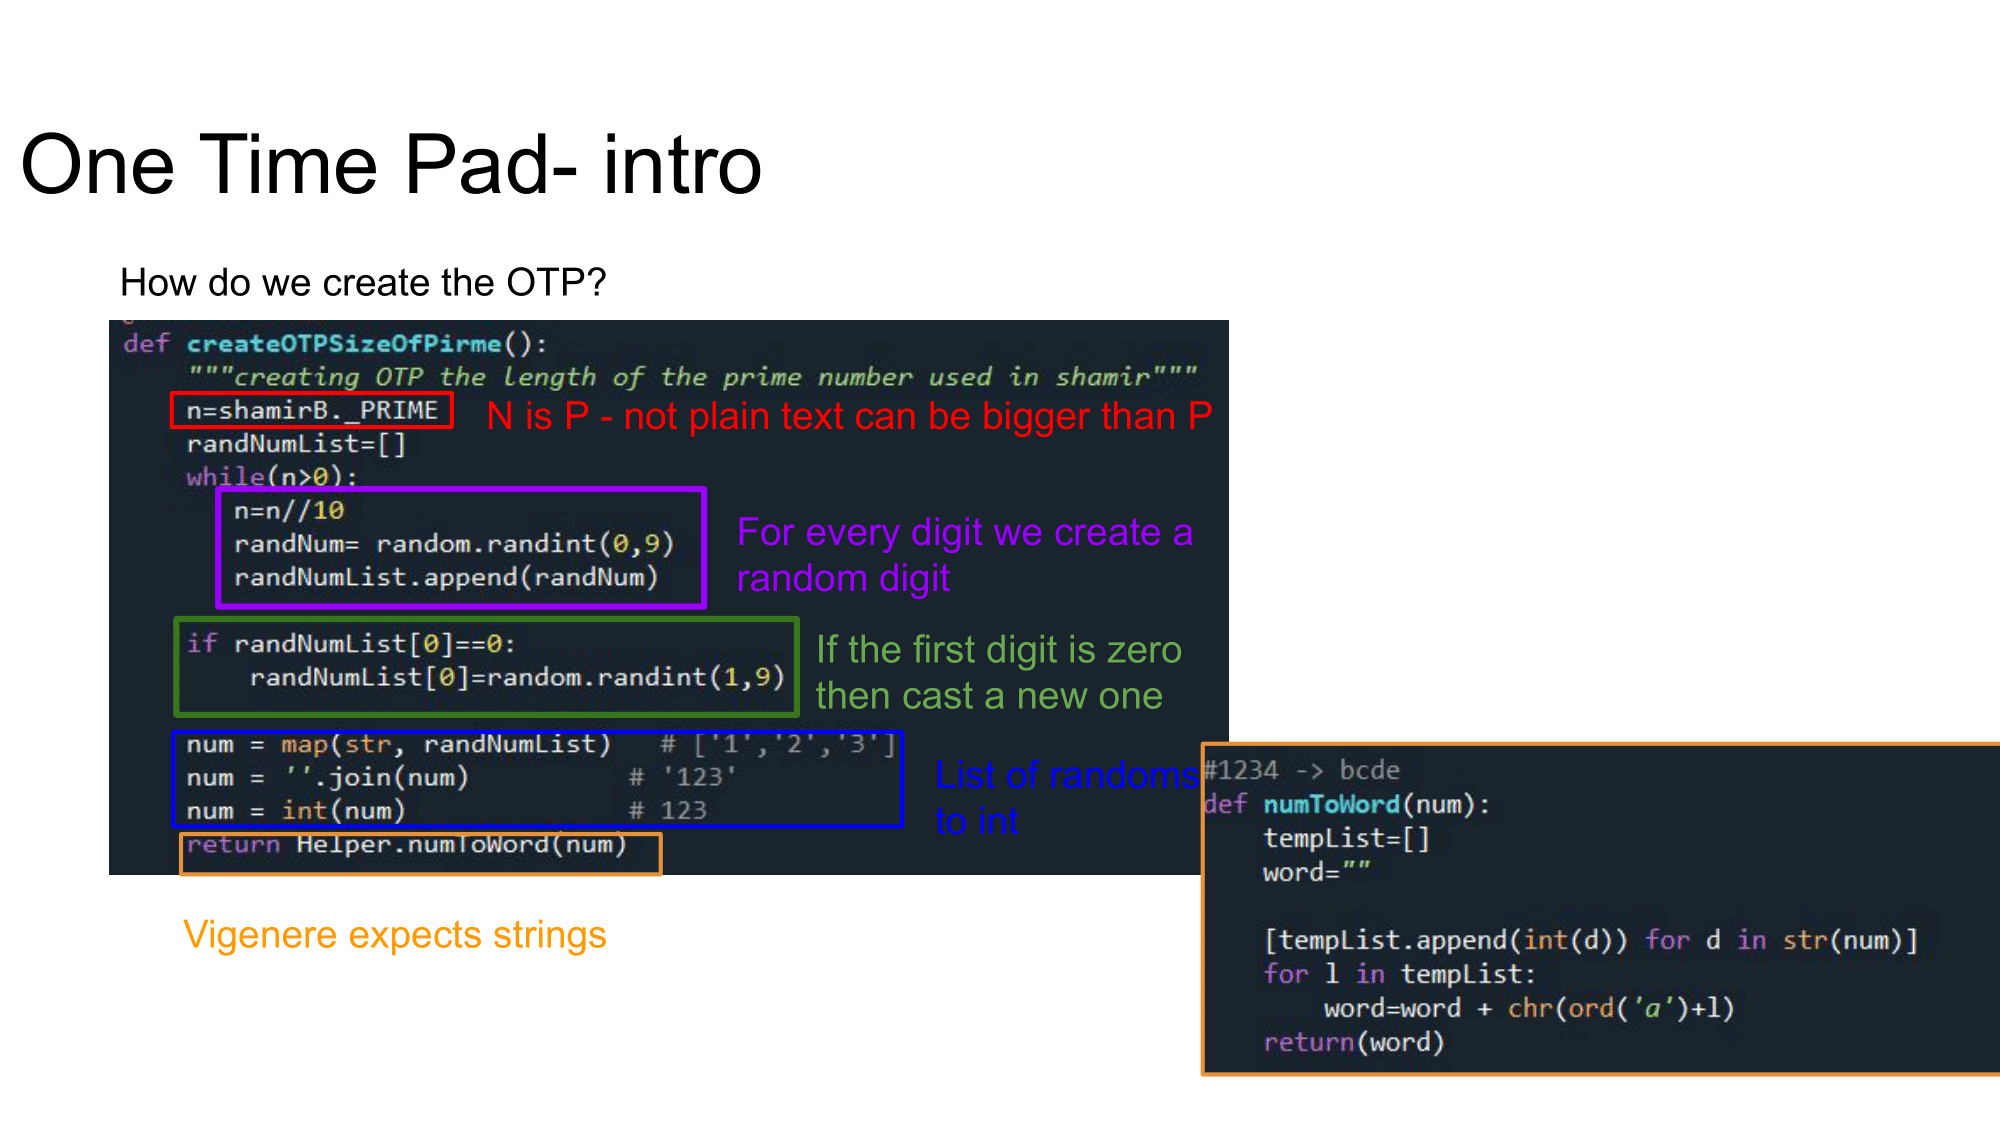 One Time Pad- intro
How do we create the OTP?
def createOTPSizeOfPirme():
"""creating OTP the length of the prime number used in shamir"""
n=shamirB._PRIME
N is P - not plain text can be bigger than P
randNumList=[]
while(n>0):
n=n//10
randNum= random.randint(0,9)
randNumList.append(randNum)
For every digit we create a
random digit
if randNumList[0]==0:
randNumList[0]=random.randint(1,9)
If the first digit is zero
then cast a new one
num = map(str, randNumList) # ['1','2','3']
num = ''.join(num) # '123'
num = int(num) # 123
List of randoms
to int
return Helper.numToWord(num)
Vigenere expects strings
#1234 -> bcde
def numToWord(num):
tempList=[]
word=""
[tempList.append(int(d)) for d in str(num)]
for l in tempList:
word=word + chr(ord('a')+l)
return(word)